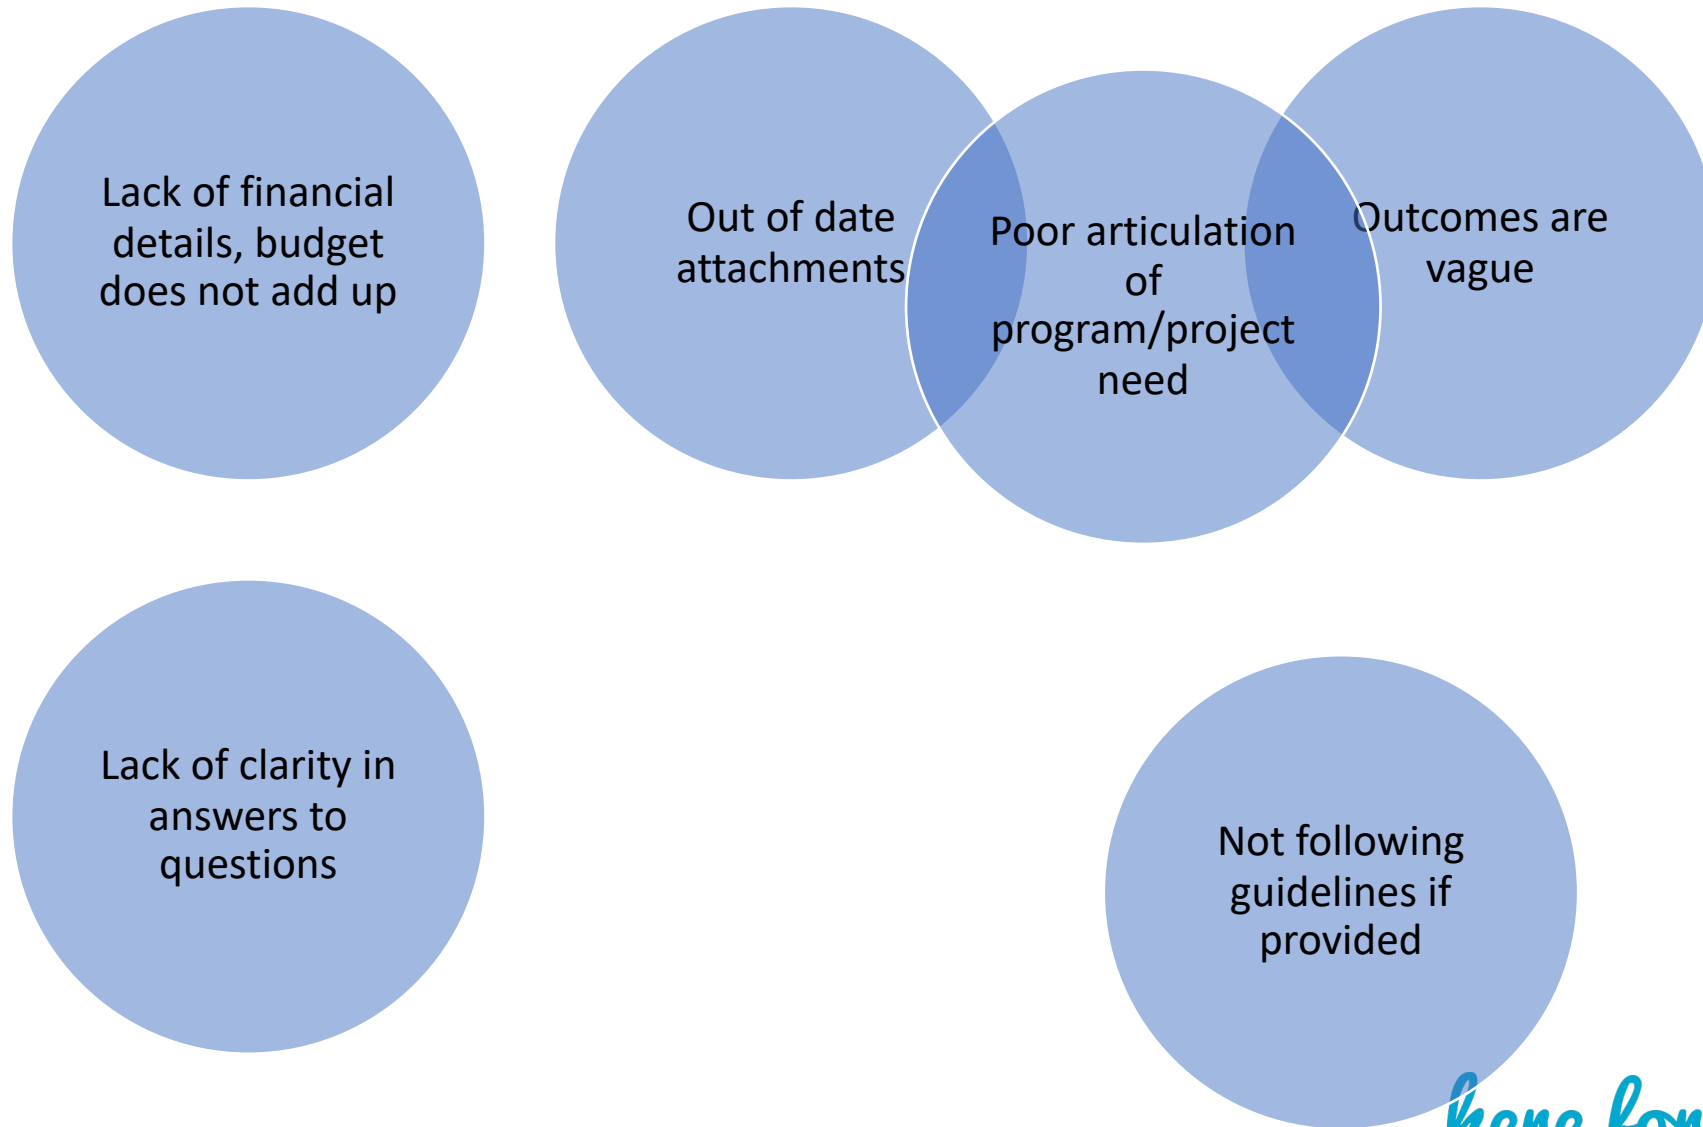 Lack of financial
details, budget
does not add up
Out of date
attachments
Poor articulation
of
program/project
need
Outcomes are
vague
Lack of clarity in
answers to
questions
Not following
guidelines if
provided